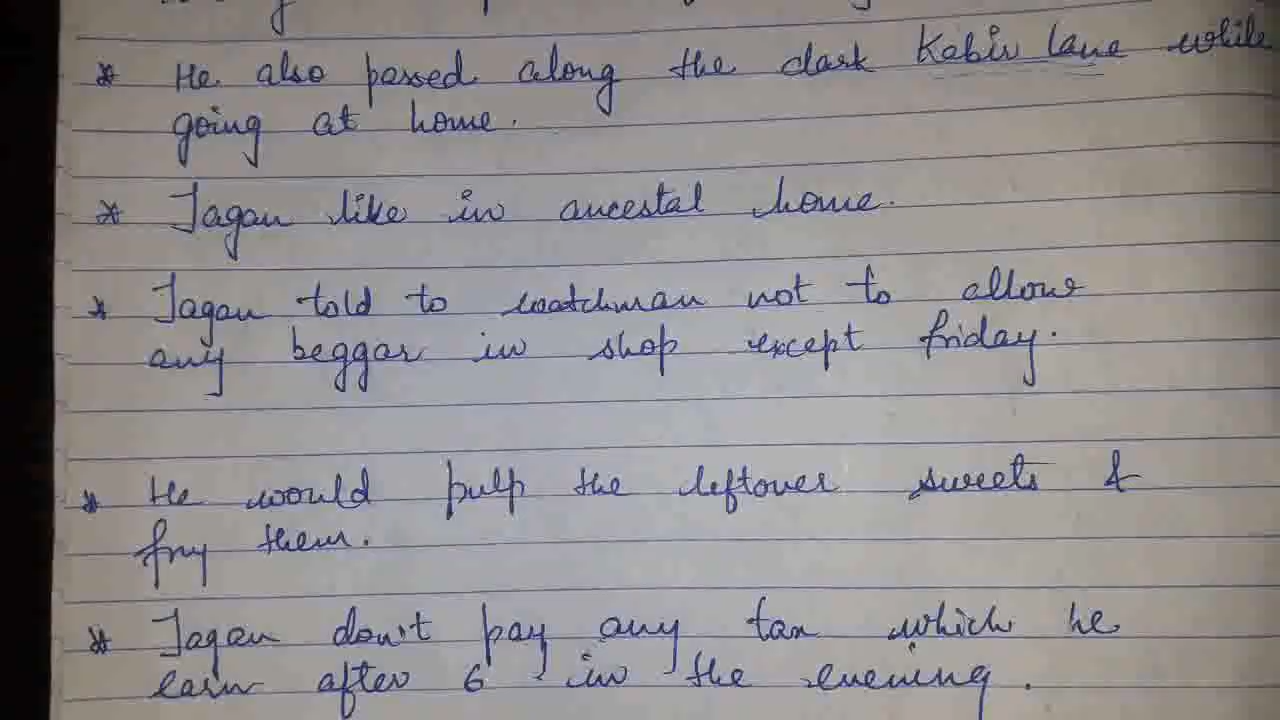 * He also passed along the dark Kabir lane while
going at home.
* Jagan like in ancestal home.
* Jagan told to watchman not to allow
any beggar in shop except friday.
* He would pulp the leftover sweets &
fry them.
* Jagan don't pay any tax which he
earn after 6 in the evening.